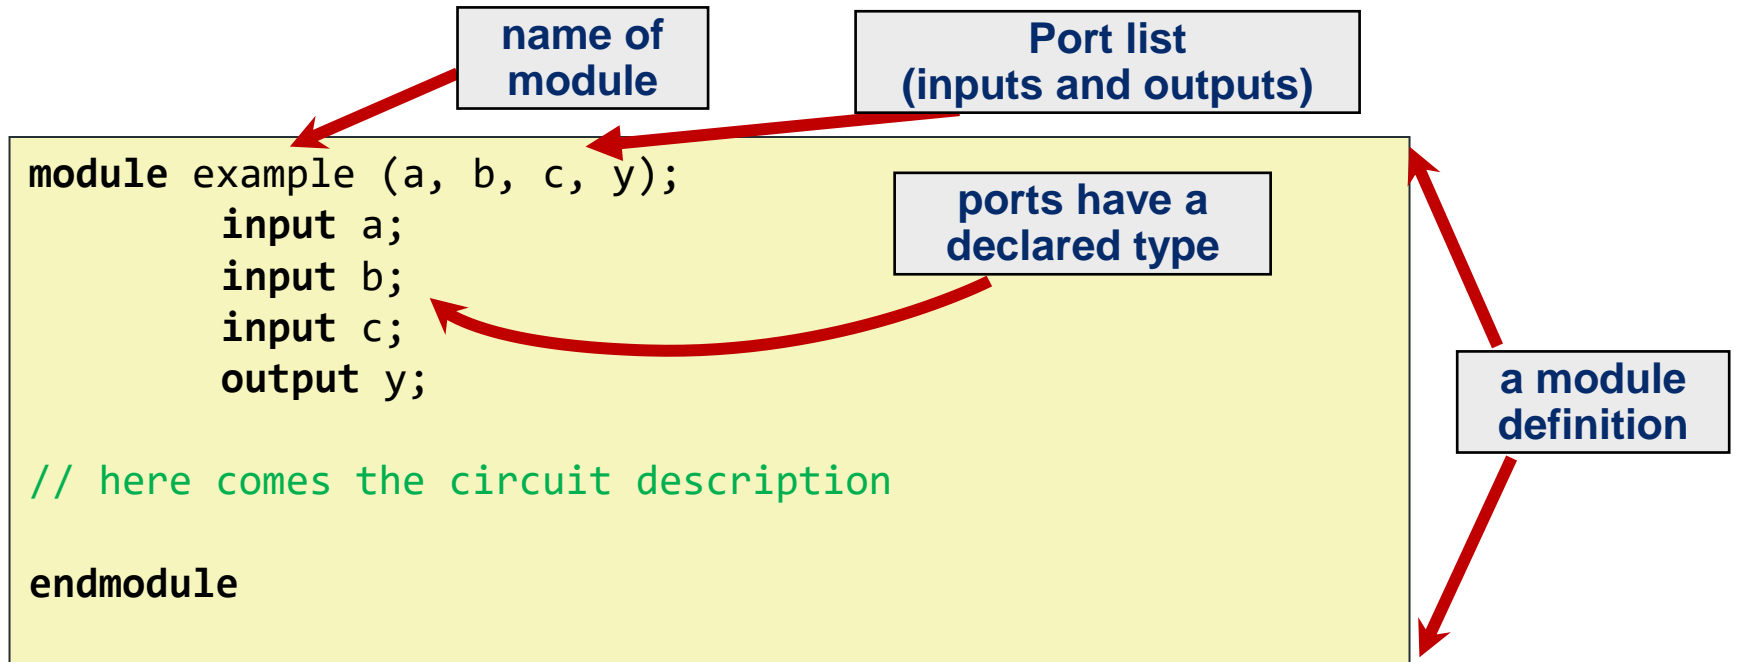 name of
module
Port list
(inputs and outputs)
module example (a, b, c, y);
input a;
input b;
input c;
output y;
ports have a
declared type
a module
definition
// here comes the circuit description
endmodule